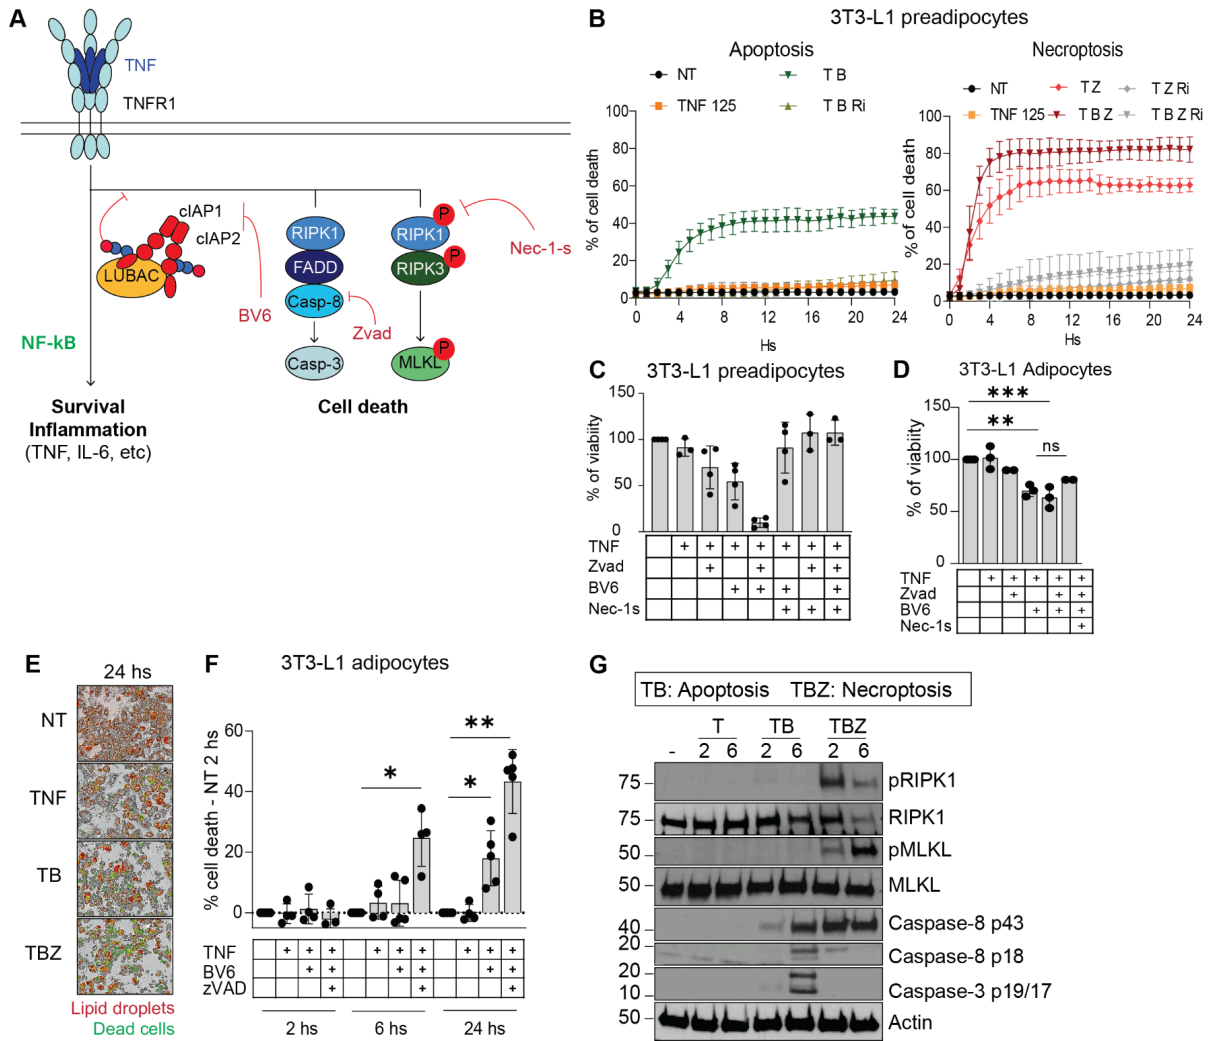 A
TNF
TNFR1
cIAP1
cIAP2
LUBAC
BV6
RIPK1
FADD
Casp-8
Casp-3
Zvad
RIPK1
P
RIPK3
P
MLKL
P
Nec-1-s
NF-kB
Survival
Inflammation
(TNF, IL-6, etc)
Cell death
B
3T3-L1 preadipocytes
Apoptosis
NT
T B
TNF 125
T B Ri
% of cell death
100
80
60
40
20
0
0 4 8 12 16 20 24
Hs
Necroptosis
NT
T Z
T Z Ri
TNF 125
T B Z
T B Z Ri
% of cell death
100
80
60
40
20
0
0 4 8 12 16 20 24
Hs
C
3T3-L1 preadipocytes
% of viability
150
100
50
0
TNF + + + + + + +
Zvad + + + +
BV6 + + + +
Nec-1s + + +
D
3T3-L1 Adipocytes
% of viability
150
100
50
0
***
**
ns
TNF + + + + +
Zvad + + +
BV6 + + +
Nec-1s +
E
24 hs
NT
TNF
TB
TBZ
Lipid droplets
Dead cells
F
3T3-L1 adipocytes
% cell death - NT 2 hs
60
40
20
0
*
*
**
TNF + + + + + + + + +
BV6 + + + + + +
zVAD + + +
2 hs 6 hs 24 hs
G
TB: Apoptosis TBZ: Necroptosis
T TB TBZ
- 2 6 2 6 2 6
75 pRIPK1
75 RIPK1
50 pMLKL
50 MLKL
40 Caspase-8 p43
20 Caspase-8 p18
20
10 Caspase-3 p19/17
50 Actin